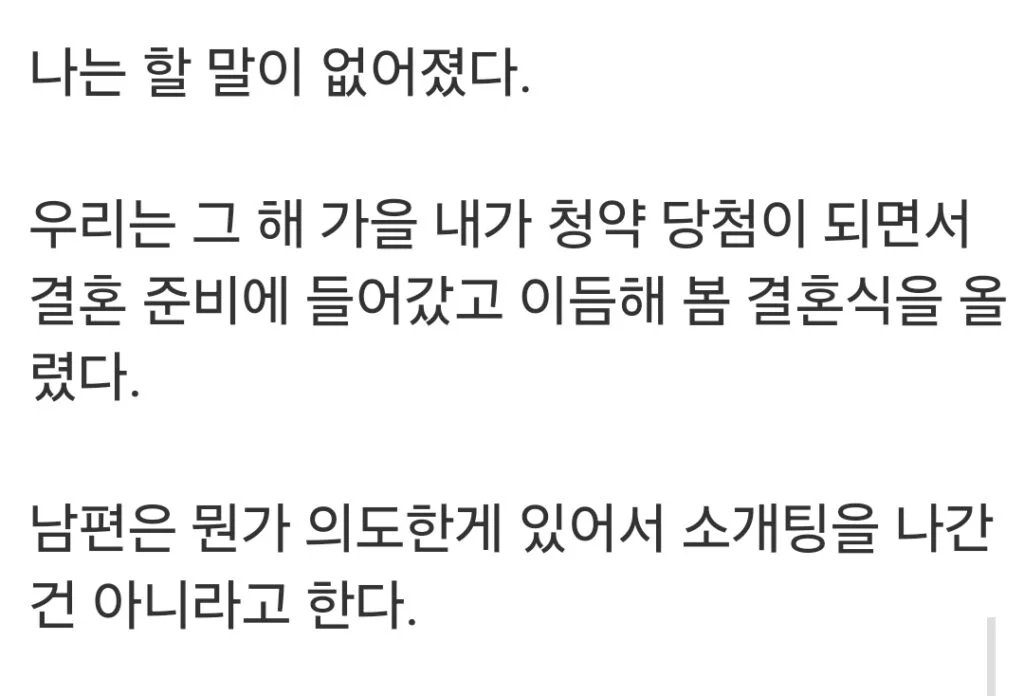 나는 할 말이 없어졌다.
우리는 그 해 가을 내가 청약 당첨이 되면서
결혼 준비에 들어갔고 이듬해 봄 결혼식을 올
렸다.
남편은 뭔가 의도한게 있어서 소개팅을 나간
건 아니라고 한다.